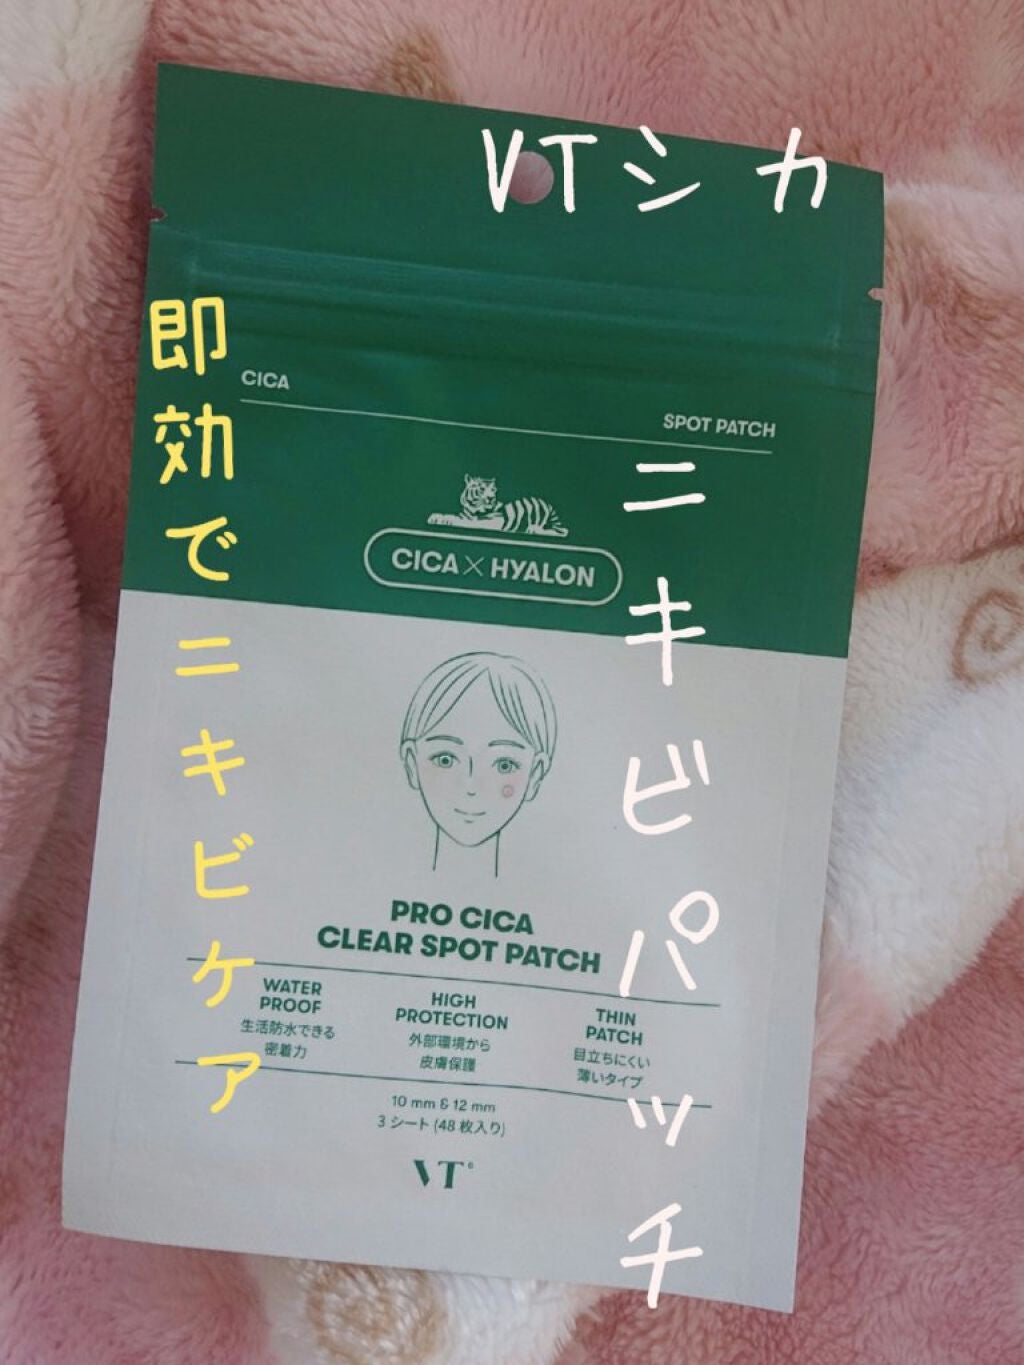 VTシカ
ニキビパッチ
即効でニキビケア
CICA
SPOT PATCH
CICA×HYALON
PRO CICA
CLEAR SPOT PATCH
WATER
PROOF
生活防水できる
密着力
HIGH
PROTECTION
外部環境から
皮膚保護
THIN
PATCH
目立ちにくい
薄いタイプ
10 mm & 12 mm
3 シート (48 枚入り)
VT